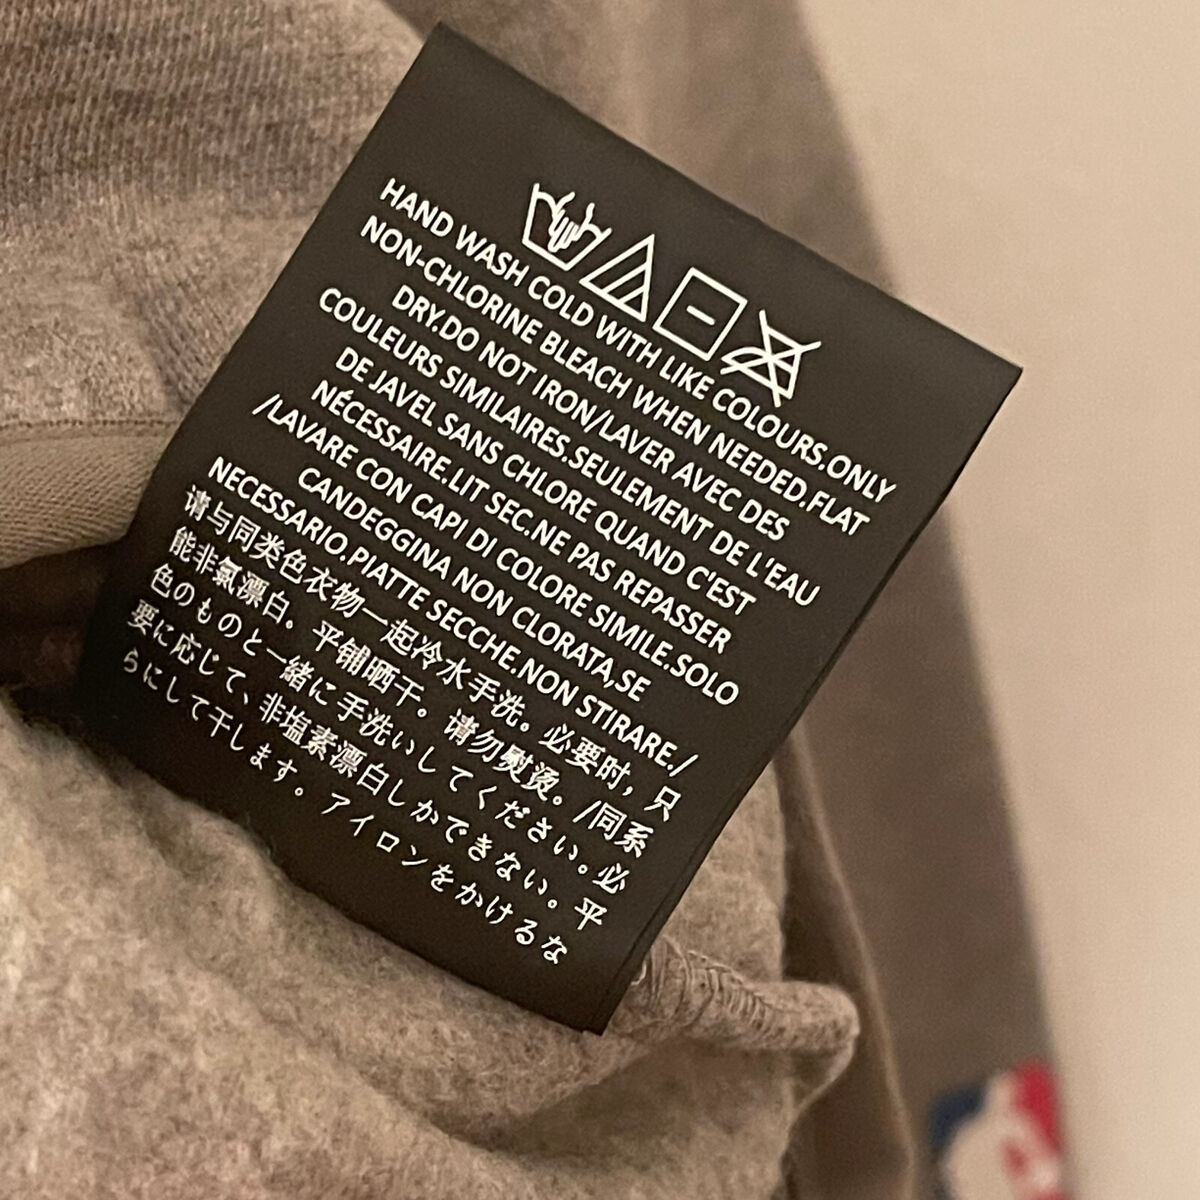 HAND WASH COLD WITH LIKE COLOURS.ONLY
NON-CHLORINE BLEACH WHEN NEEDED.FLAT
DRY.DO NOT IRON/LAVER AVEC DES
COULEURS SIMILAIRES.SEULEMENT DE L'EAU
DE JAVEL SANS CHLORE QUAND C'EST
NÉCESSAIRE.LIT SEC.NE PAS REPASSER
/LAVARE CON CAPI DI COLORE SIMILE.SOLO
CANDEGGINA NON CLORATA,SE
NECESSARIO.PIATTE SECCHE.NON STIRARE./
请与同类色衣物一起冷水手洗。必要时，只
能非氯漂白。平铺晒干。请勿熨烫。/同系
色のものと一緒に手洗いしてください。必
要に応じて、非塩素漂白しかできない。平
らにして干します。アイロンをかけるな